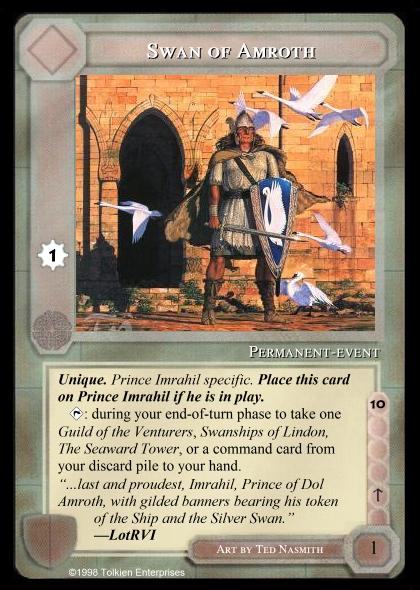 Swan of Amroth
1
Permanent-event
Unique. Prince Imrahil specific. Place this card
on Prince Imrahil if he is in play.
: during your end-of-turn phase to take one
Guild of the Venturers, Swanships of Lindon,
The Seaward Tower, or a command card from
your discard pile to your hand.
“...last and proudest, Imrahil, Prince of Dol
Amroth, with gilded banners bearing his token
of the Ship and the Silver Swan.”
—LotRVI
10
Art by Ted Nasmith
1
©1998 Tolkien Enterprises